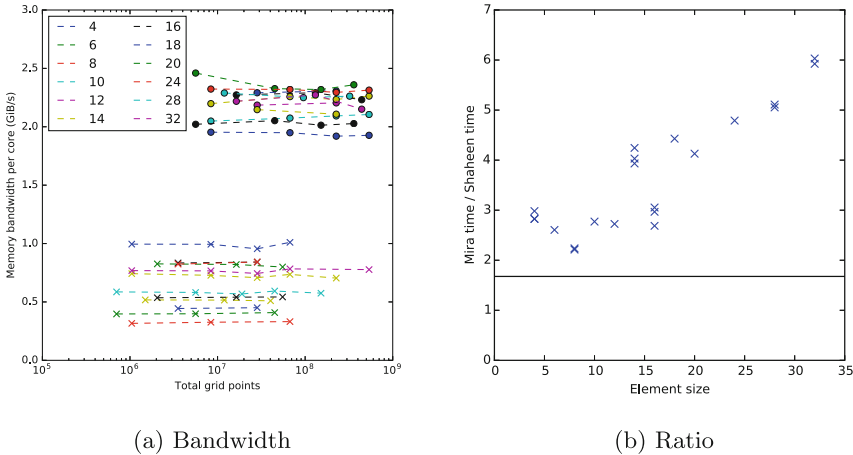 3.0
2.5
2.0
1.5
1.0
0.5
0.0
Memory bandwidth per core (GiB/s)
4 16
6 18
8 20
10 24
12 28
14 32
10^5 10^6 10^7 10^8 10^9
Total grid points
(a) Bandwidth
7
6
5
4
3
2
1
0
Mira time / Shaheen time
0 5 10 15 20 25 30 35
Element size
(b) Ratio